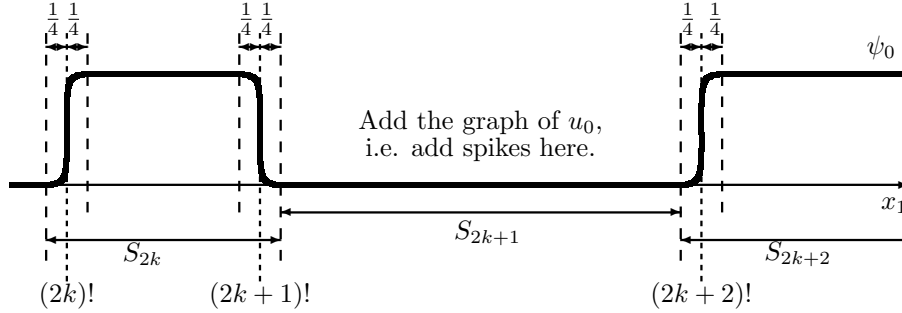 1/4 1/4 1/4 1/4 1/4 1/4
ψ₀
Add the graph of u₀,
i.e. add spikes here.
x₁
S₂ₖ₊₁
S₂ₖ S₂ₖ₊₂
(2k)! (2k + 1)! (2k + 2)!